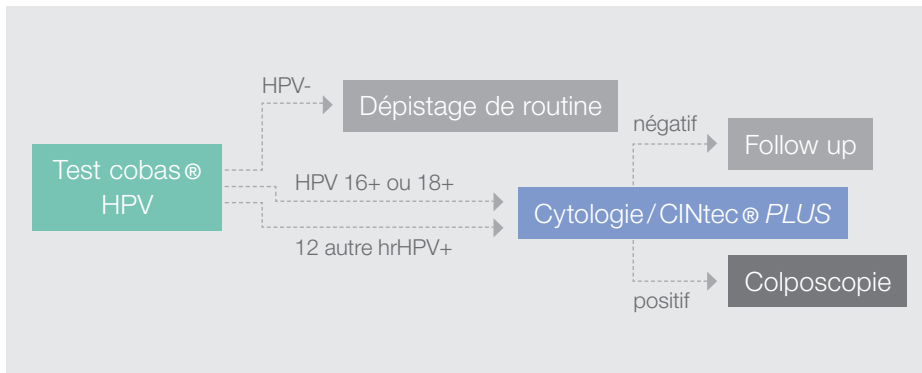 HPV-
Dépistage de routine
négatif
Follow up
Test cobas®
HPV
HPV 16+ ou 18+
Cytologie/CINtec® PLUS
12 autre hrHPV+
Colposcopie
positif